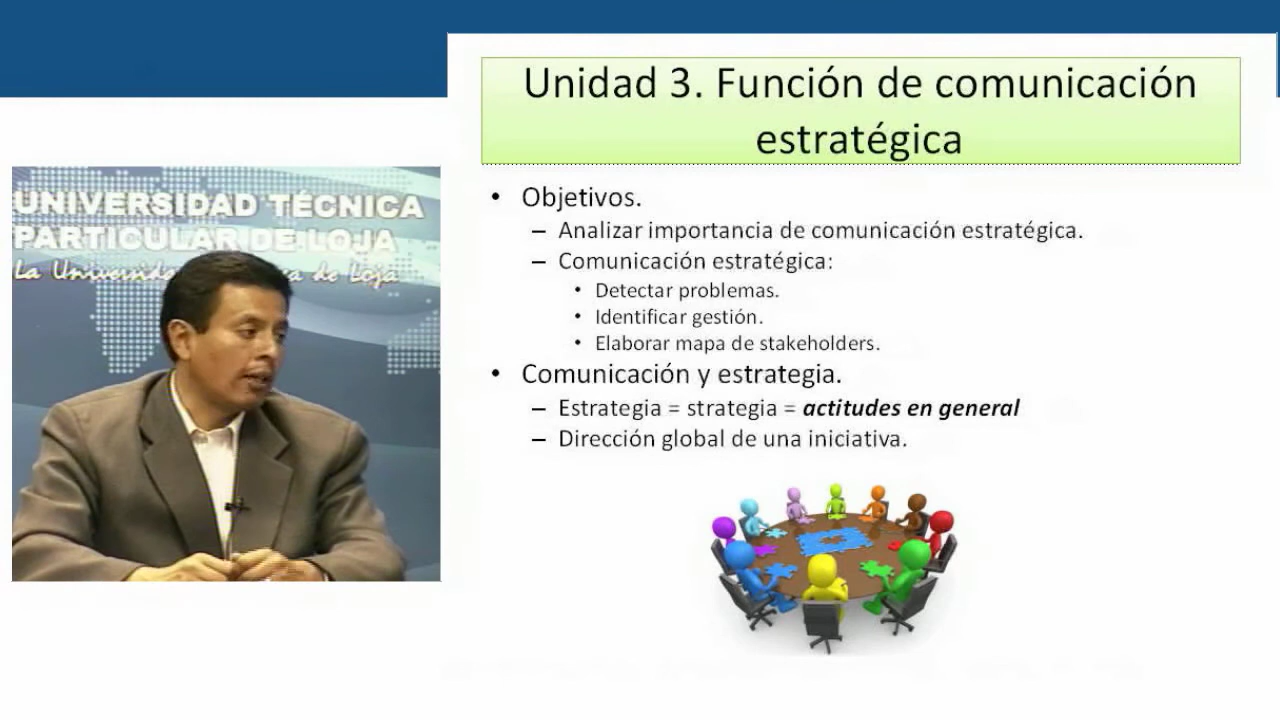 Unidad 3. Función de comunicación
estratégica
UNIVERSIDAD TÉCNICA
PARTICULAR DE LOJA
La de Loja
• Objetivos.
– Analizar importancia de comunicación estratégica.
– Comunicación estratégica:
• Detectar problemas.
• Identificar gestión.
• Elaborar mapa de stakeholders.
• Comunicación y estrategia.
– Estrategia = strategia = actitudes en general
– Dirección global de una iniciativa.